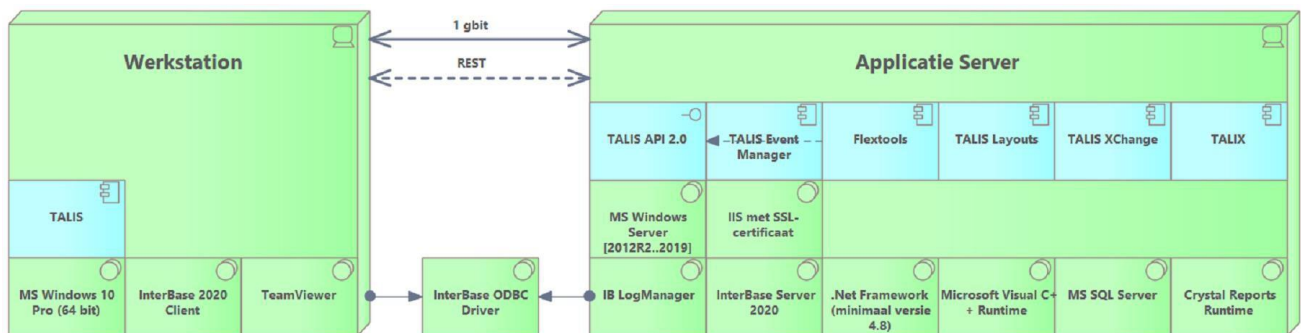 1 gbit
Werkstation
REST
Applicatie Server
TALIS API 2.0
TALIS Event
Manager
Flextools
TALIS Layouts
TALIS XChange
TALIX
TALIS
MS Windows
Server
[2012R2..2019]
IIS met SSL-
certificaat
MS Windows 10
Pro (64 bit)
InterBase 2020
Client
TeamViewer
InterBase ODBC
Driver
IB LogManager
InterBase Server
2020
.Net Framework
(minimaal versie
4.8)
Microsoft Visual C+
+ Runtime
MS SQL Server
Crystal Reports
Runtime